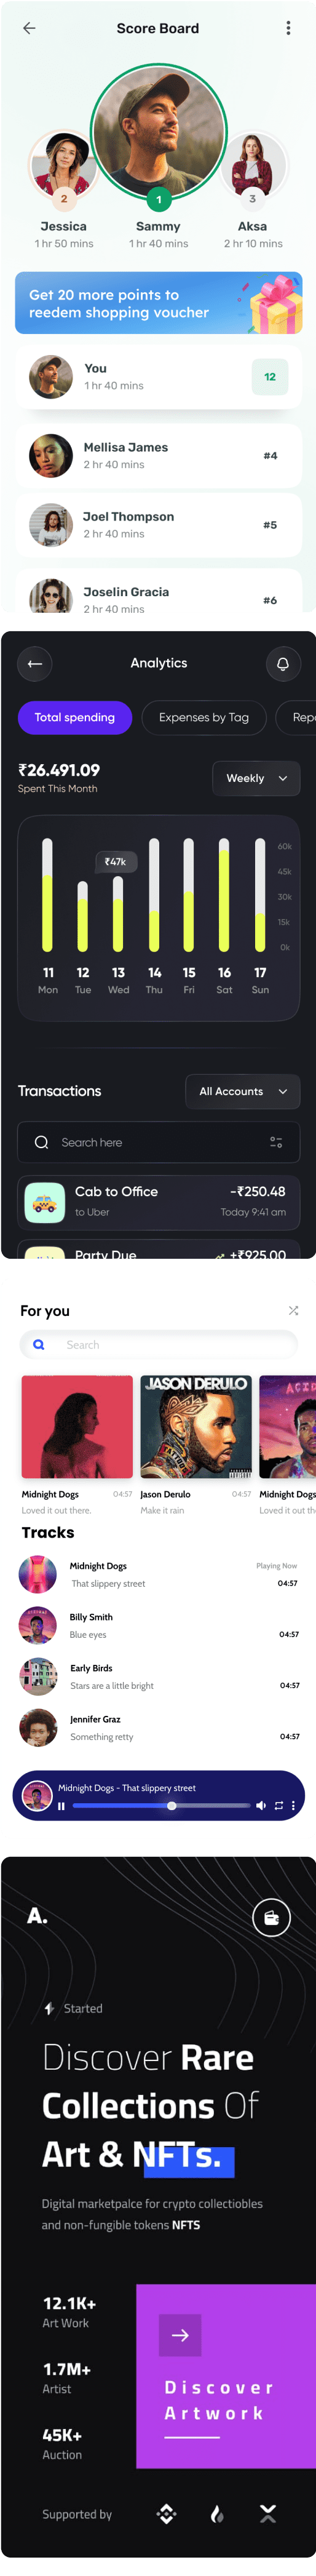 Score Board
2
1
3
Jessica
Sammy
Aksa
1 hr 50 mins
1 hr 40 mins
2 hr 10 mins
Get 20 more points to
reedem shopping voucher
You
1 hr 40 mins
12
Mellisa James
2 hr 40 mins
#4
Joel Thompson
2 hr 40 mins
#5
Joselin Gracia
2 hr 40 mins
#6
Analytics
Total spending
Expenses by Tag
Repo
₹26.491.09
Spent This Month
Weekly
₹47k
60k
45k
30k
15k
0k
11 12 13 14 15 16 17
Mon Tue Wed Thu Fri Sat Sun
Transactions
All Accounts
Search here
Cab to Office
-₹250.48
to Uber
Today 9:41 am
Party Due
+₹925.00
For you
Search
JASON DERULO
ACID
Midnight Dogs 04:57
Loved it out there.
Jason Derulo 04:57
Make it rain
Midnight Dogs
Loved it out th
Tracks
Midnight Dogs
Playing Now
That slippery street
04:57
Billy Smith
Blue eyes
04:57
Early Birds
Stars are a little bright
04:57
Jennifer Graz
Something retty
04:57
Midnight Dogs - That slippery street
A.
Started
Discover Rare
Collections Of
Art & NFTs.
Digital marketpalce for crypto collectiobles
and non-fungible tokens NFTS
12.1K+
Art Work
1.7M+
Artist
45K+
Auction
Discover
Artwork
Supported by